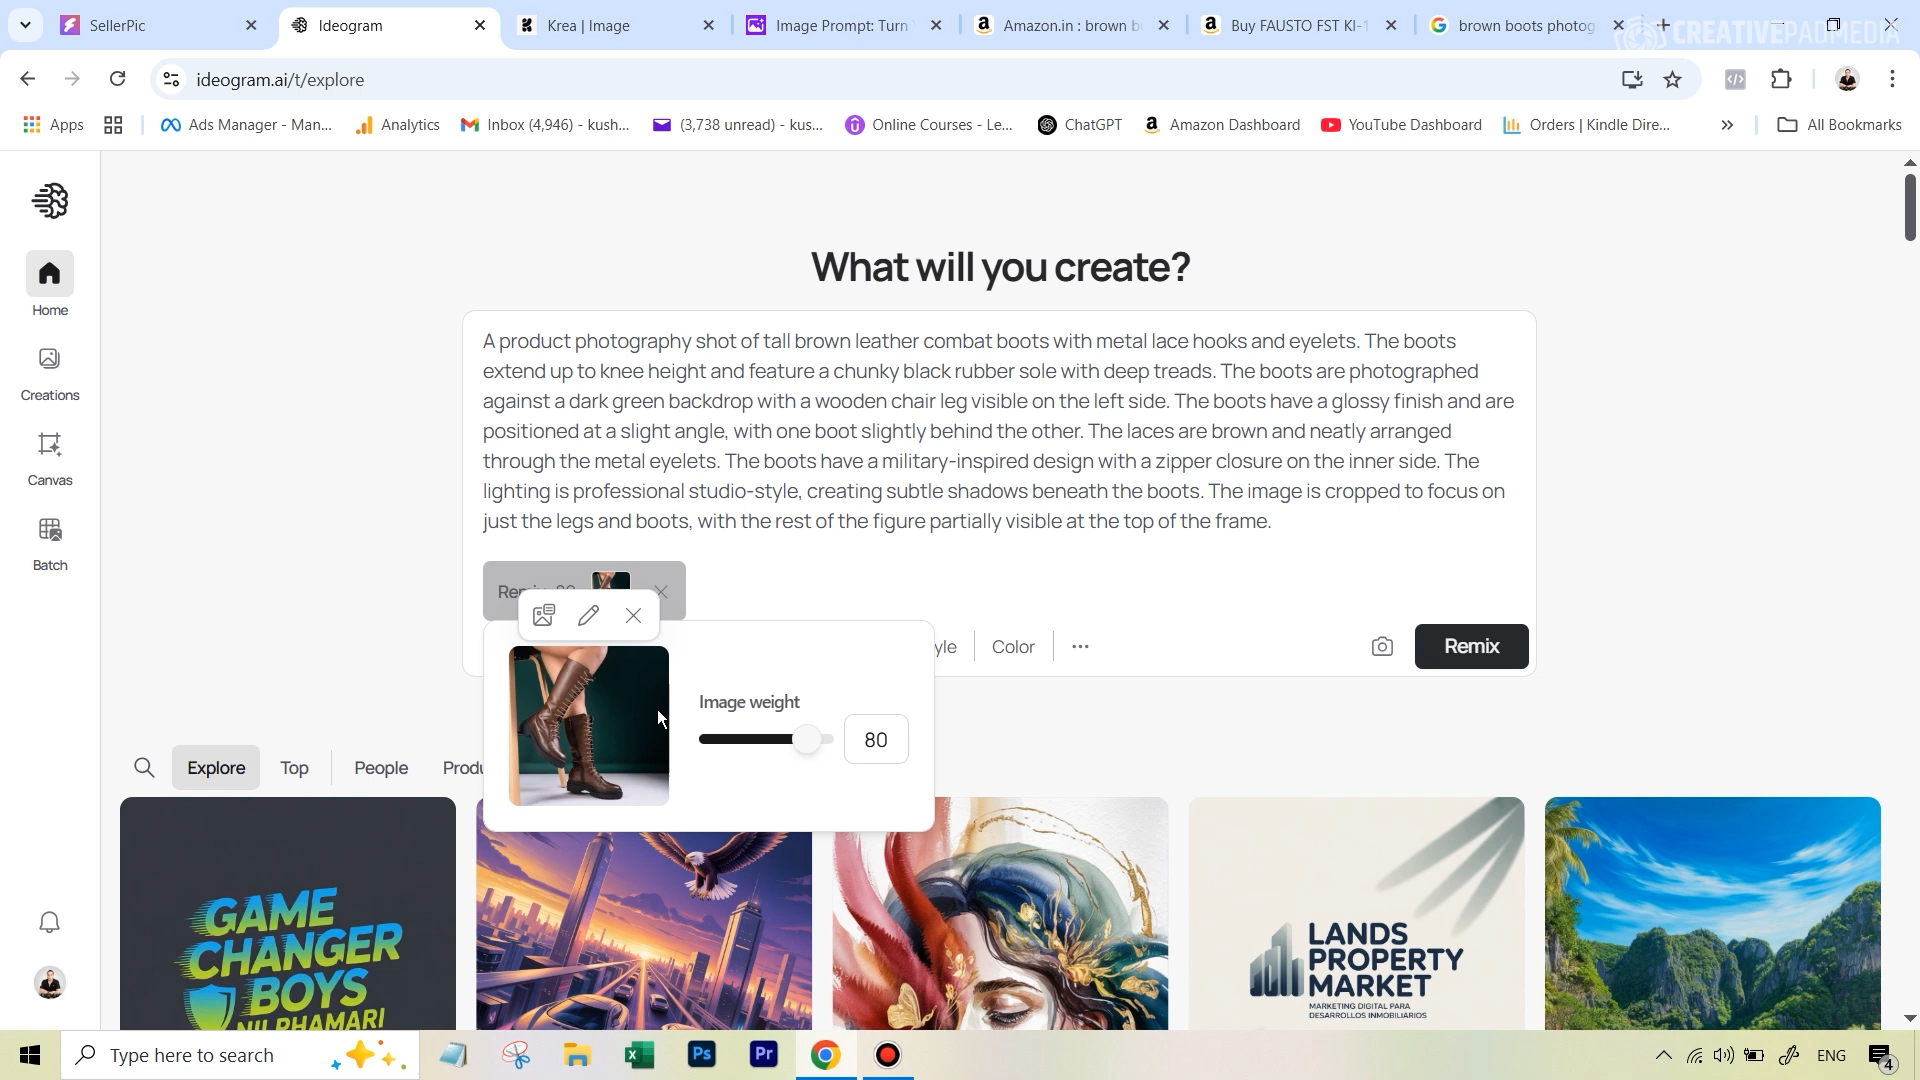 SellerPic
Ideogram
Krea | Image
Image Prompt: Turn
Amazon.in : brown b
Buy FAUSTO FST KI-1
brown boots photog
CREATIVEPADMEDIA
ideogram.ai/t/explore
Apps
Ads Manager - Man...
Analytics
Inbox (4,946) - kush...
(3,738 unread) - kus...
Online Courses - Le...
ChatGPT
Amazon Dashboard
YouTube Dashboard
Orders | Kindle Dire...
All Bookmarks
What will you create?
Home
Creations
Canvas
Batch
A product photography shot of tall brown leather combat boots with metal lace hooks and eyelets. The boots
extend up to knee height and feature a chunky black rubber sole with deep treads. The boots are photographed
against a dark green backdrop with a wooden chair leg visible on the left side. The boots have a glossy finish and are
positioned at a slight angle, with one boot slightly behind the other. The laces are brown and neatly arranged
through the metal eyelets. The boots have a military-inspired design with a zipper closure on the inner side. The
lighting is professional studio-style, creating subtle shadows beneath the boots. The image is cropped to focus on
just the legs and boots, with the rest of the figure partially visible at the top of the frame.
yle
Color
Remix
Image weight
80
Explore
Top
People
Produ
GAME
CHANGER
BOYS
NILPHAMARI
LANDS
PROPERTY
MARKET
MARKETING DIGITAL PARA
DESARROLLOS INMOBILIARIOS
Type here to search
Ps
Pr
ENG
4